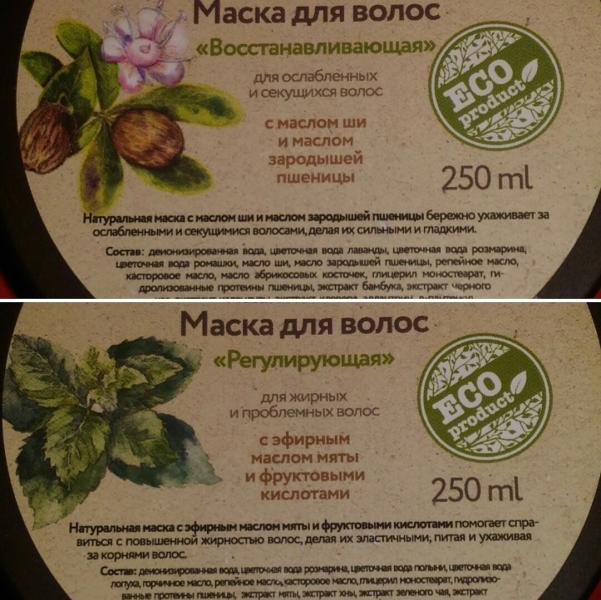 Маска для волос
«Восстанавливающая»
для ослабленных
и секущихся волос
с маслом ши
и маслом
зародышей
пшеницы
ECO
product
250 ml
Натуральная маска с маслом ши и маслом зародышей пшеницы бережно ухаживает за
ослабленными и секущимися волосами, делая их сильными и гладкими.
Состав: деионизированная вода, цветочная вода лаванды, цветочная вода розмарина,
цветочная вода ромашки, масло ши, масло зародышей пшеницы, репейное масло,
касторовое масло, масло абрикосовых косточек, глицерил моностеарат, ги-
дролизованные протеины пшеницы, экстракт бамбука, экстракт черного
Маска для волос
«Регулирующая»
для жирных
и проблемных волос
с эфирным
маслом мяты
и фруктовыми
кислотами
ECO
product
250 ml
Натуральная маска с эфирным маслом мяты и фруктовыми кислотами помогает спра-
виться с повышенной жирностью волос, делая их эластичными, питая и ухаживая
за корнями волос.
Состав: деионизированная вода, цветочная вода розмарина, цветочная вода полыни, цветочная вода
лопуха, горчичное масло, репейное масло, касторовое масло, глицерил моностеарат, гидролизо-
ванные протеины пшеницы, экстракт мяты, экстракт хны, экстракт зеленого чая, экстракт